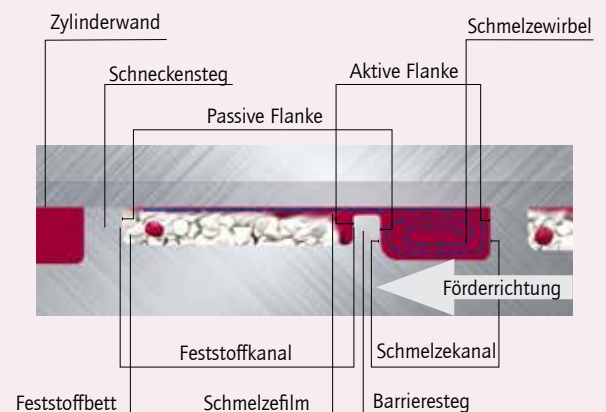 Zylinderwand
Schmelzewirbel
Schneckensteg
Aktive Flanke
Passive Flanke
Förderrichtung
Feststoffkanal
Schmelzekanal
Feststoffbett
Schmelzefilm
Barrieresteg